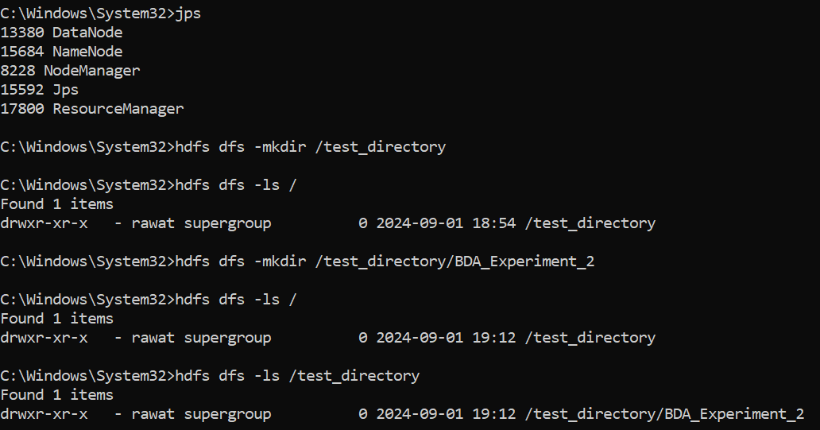 C:\Windows\System32>jps
13380 DataNode
15684 NameNode
8228 NodeManager
15592 Jps
17800 ResourceManager
C:\Windows\System32>hdfs dfs -mkdir /test_directory
C:\Windows\System32>hdfs dfs -ls /
Found 1 items
drwxr-xr-x   - rawat supergroup          0 2024-09-01 18:54 /test_directory
C:\Windows\System32>hdfs dfs -mkdir /test_directory/BDA_Experiment_2
C:\Windows\System32>hdfs dfs -ls /
Found 1 items
drwxr-xr-x   - rawat supergroup          0 2024-09-01 19:12 /test_directory
C:\Windows\System32>hdfs dfs -ls /test_directory
Found 1 items
drwxr-xr-x   - rawat supergroup          0 2024-09-01 19:12 /test_directory/BDA_Experiment_2